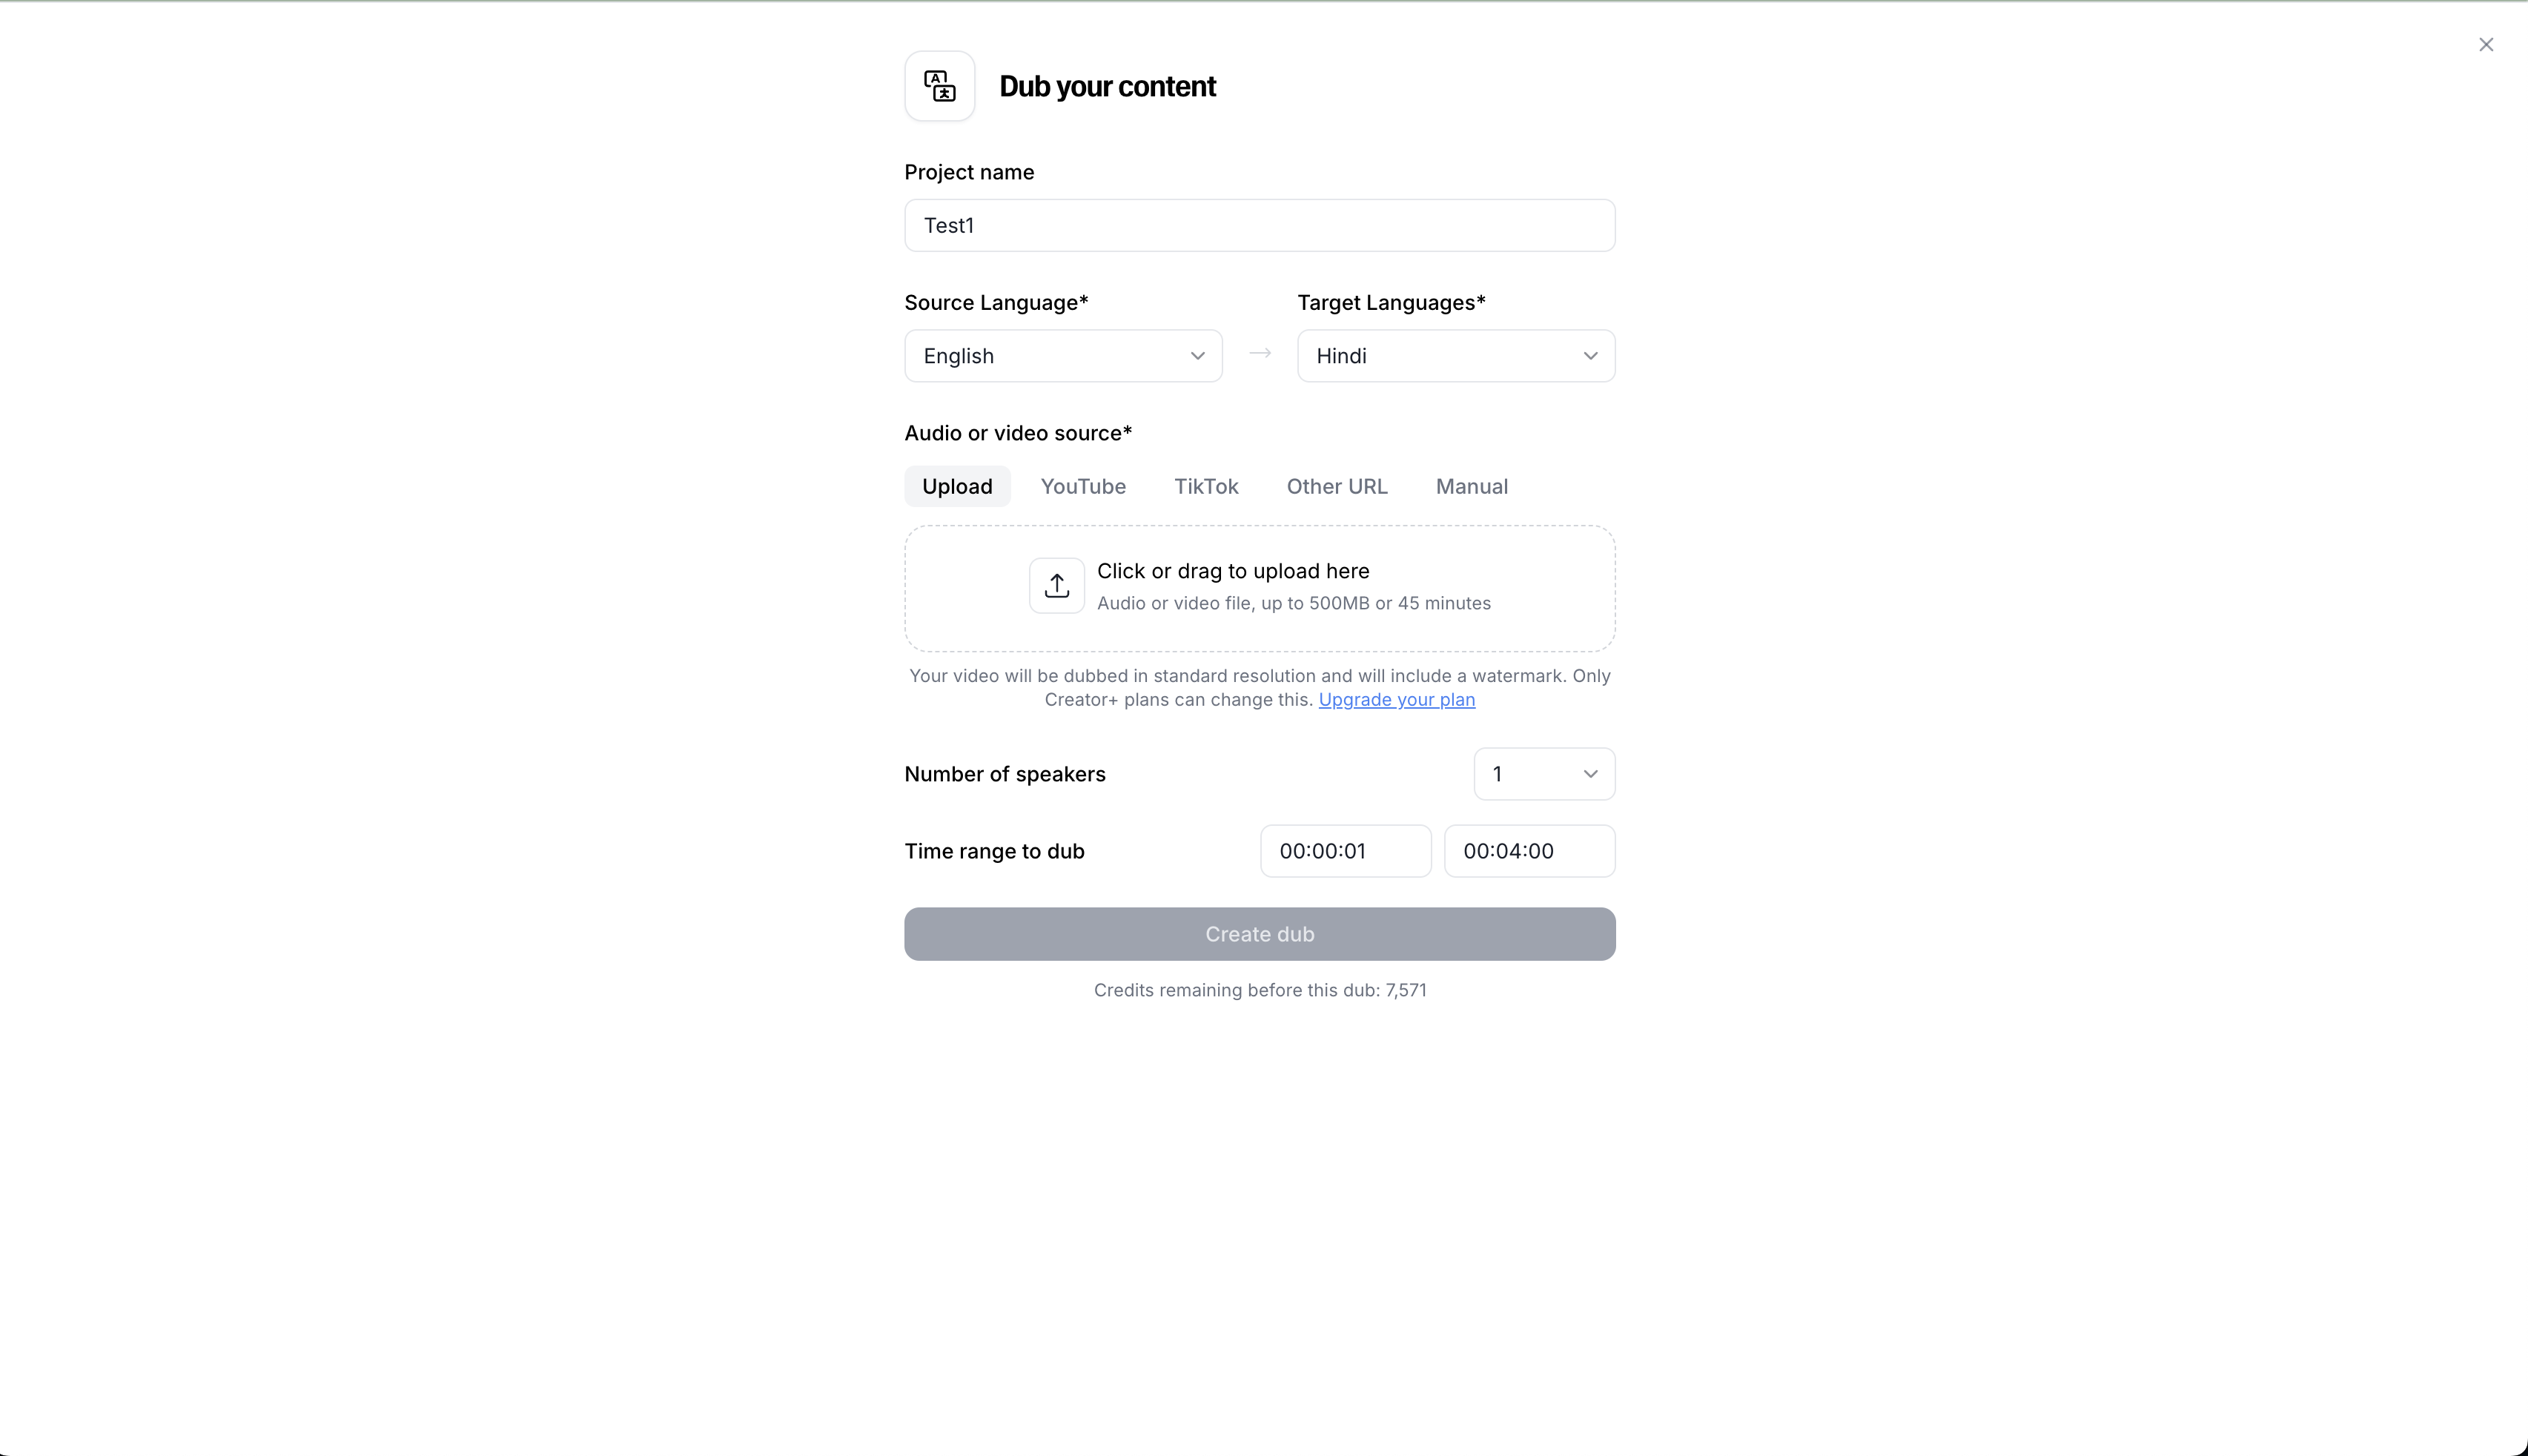 Dub your content
Project name
Test1
Source Language*
Target Languages*
English
Hindi
Audio or video source*
Upload YouTube TikTok Other URL Manual
Click or drag to upload here
Audio or video file, up to 500MB or 45 minutes
Your video will be dubbed in standard resolution and will include a watermark. Only
Creator+ plans can change this. Upgrade your plan
Number of speakers
1
Time range to dub
00:00:01
00:04:00
Create dub
Credits remaining before this dub: 7,571